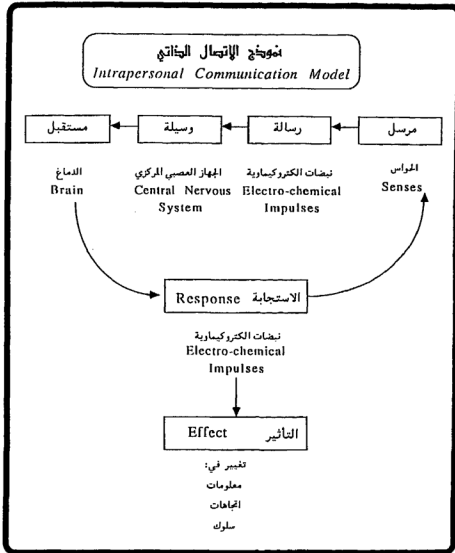 نموذج الإتصال الذاتي
Intrapersonal Communication Model
مرسل رسالة وسيلة مستقبل
الحواس
Senses
نبضات الكتروكيماوية
Electro-chemical
Impulses
الجهاز العصبي المركزي
Central Nervous
System
الدماغ
Brain
الاستجابة Response
نبضات الكتروكيماوية
Electro-chemical
Impulses
التأثير Effect
تغيير في:
معلومات
اتجاهات
سلوك